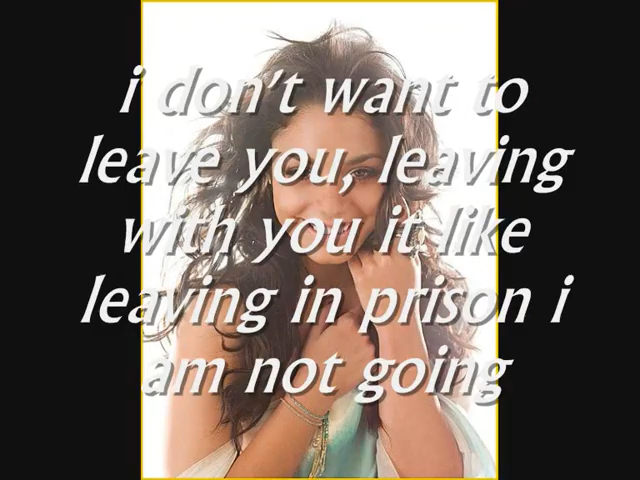 i don't want to
leave you, leaving
with you it like
leaving in prison i
am not going